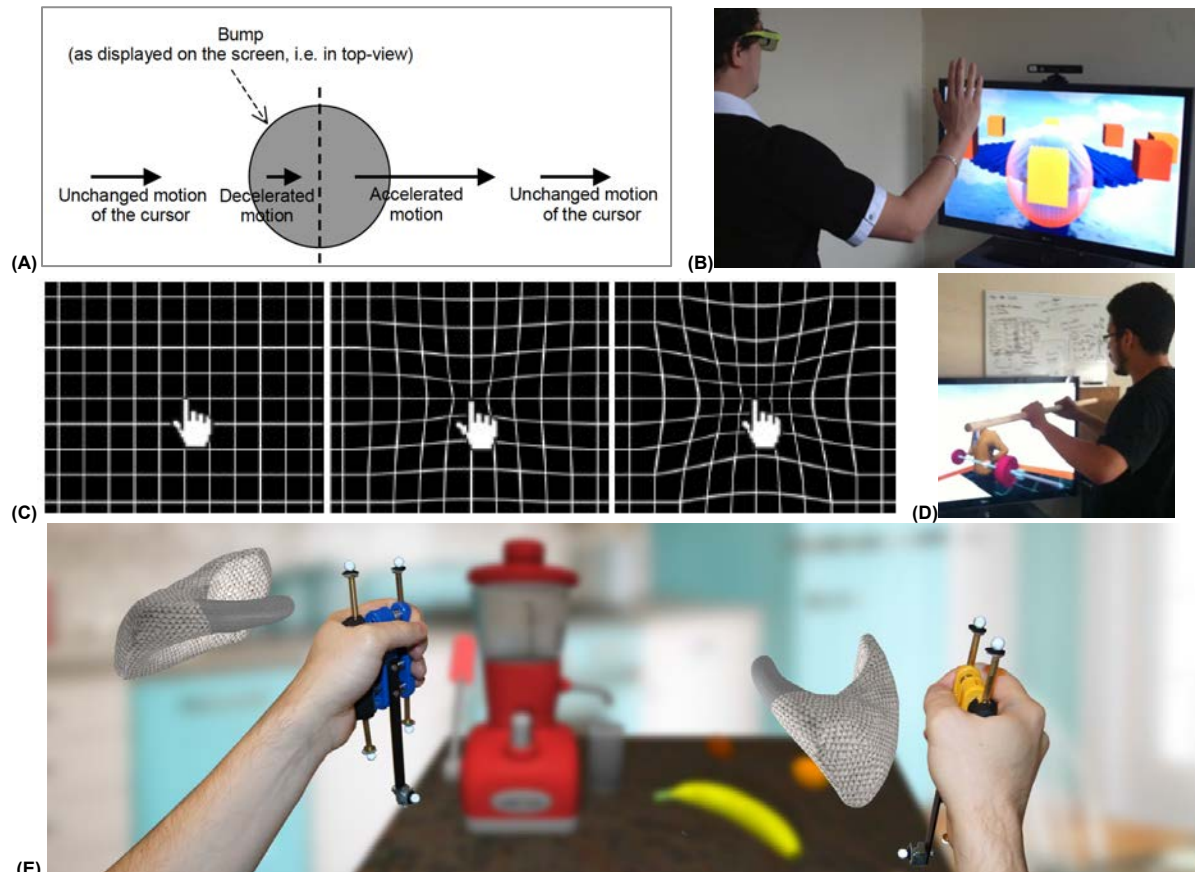 Bump
(as displayed on the screen, i.e. in top-view)
Unchanged motion
of the cursor
Decelerated
motion
Accelerated
motion
Unchanged motion
of the cursor
(A)
(B)
(C)
(D)
(E)